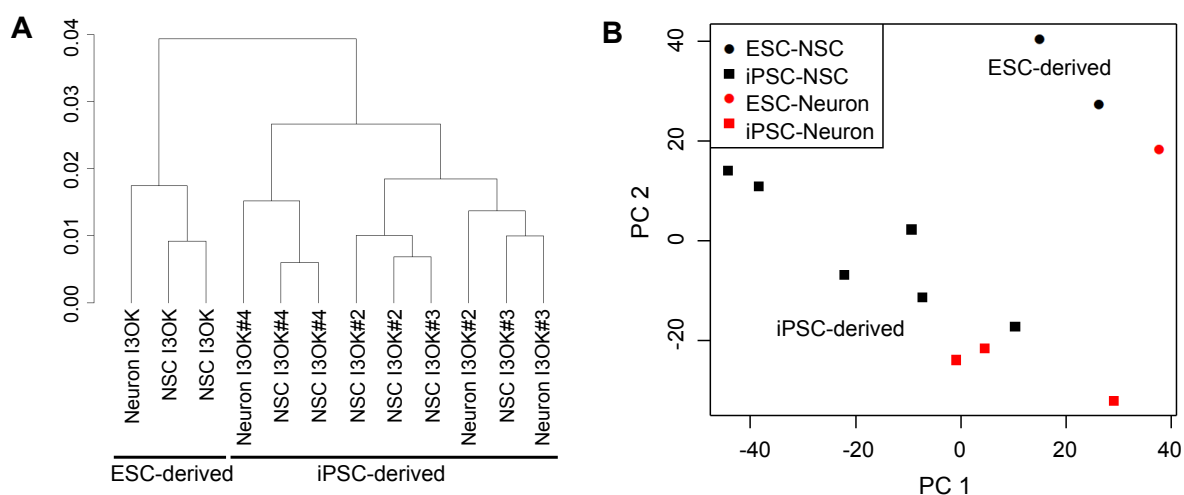 A
0.04
0.03
0.02
0.01
0.00
Neuron I3OK
NSC I3OK
NSC I3OK
Neuron I3OK#4
NSC I3OK#4
NSC I3OK#4
NSC I3OK#2
NSC I3OK#2
NSC I3OK#3
Neuron I3OK#2
NSC I3OK#3
Neuron I3OK#3
ESC-derived
iPSC-derived
B
ESC-NSC
iPSC-NSC
ESC-Neuron
iPSC-Neuron
ESC-derived
iPSC-derived
PC 2
40
20
0
-20
-40 -20 0 20 40
PC 1